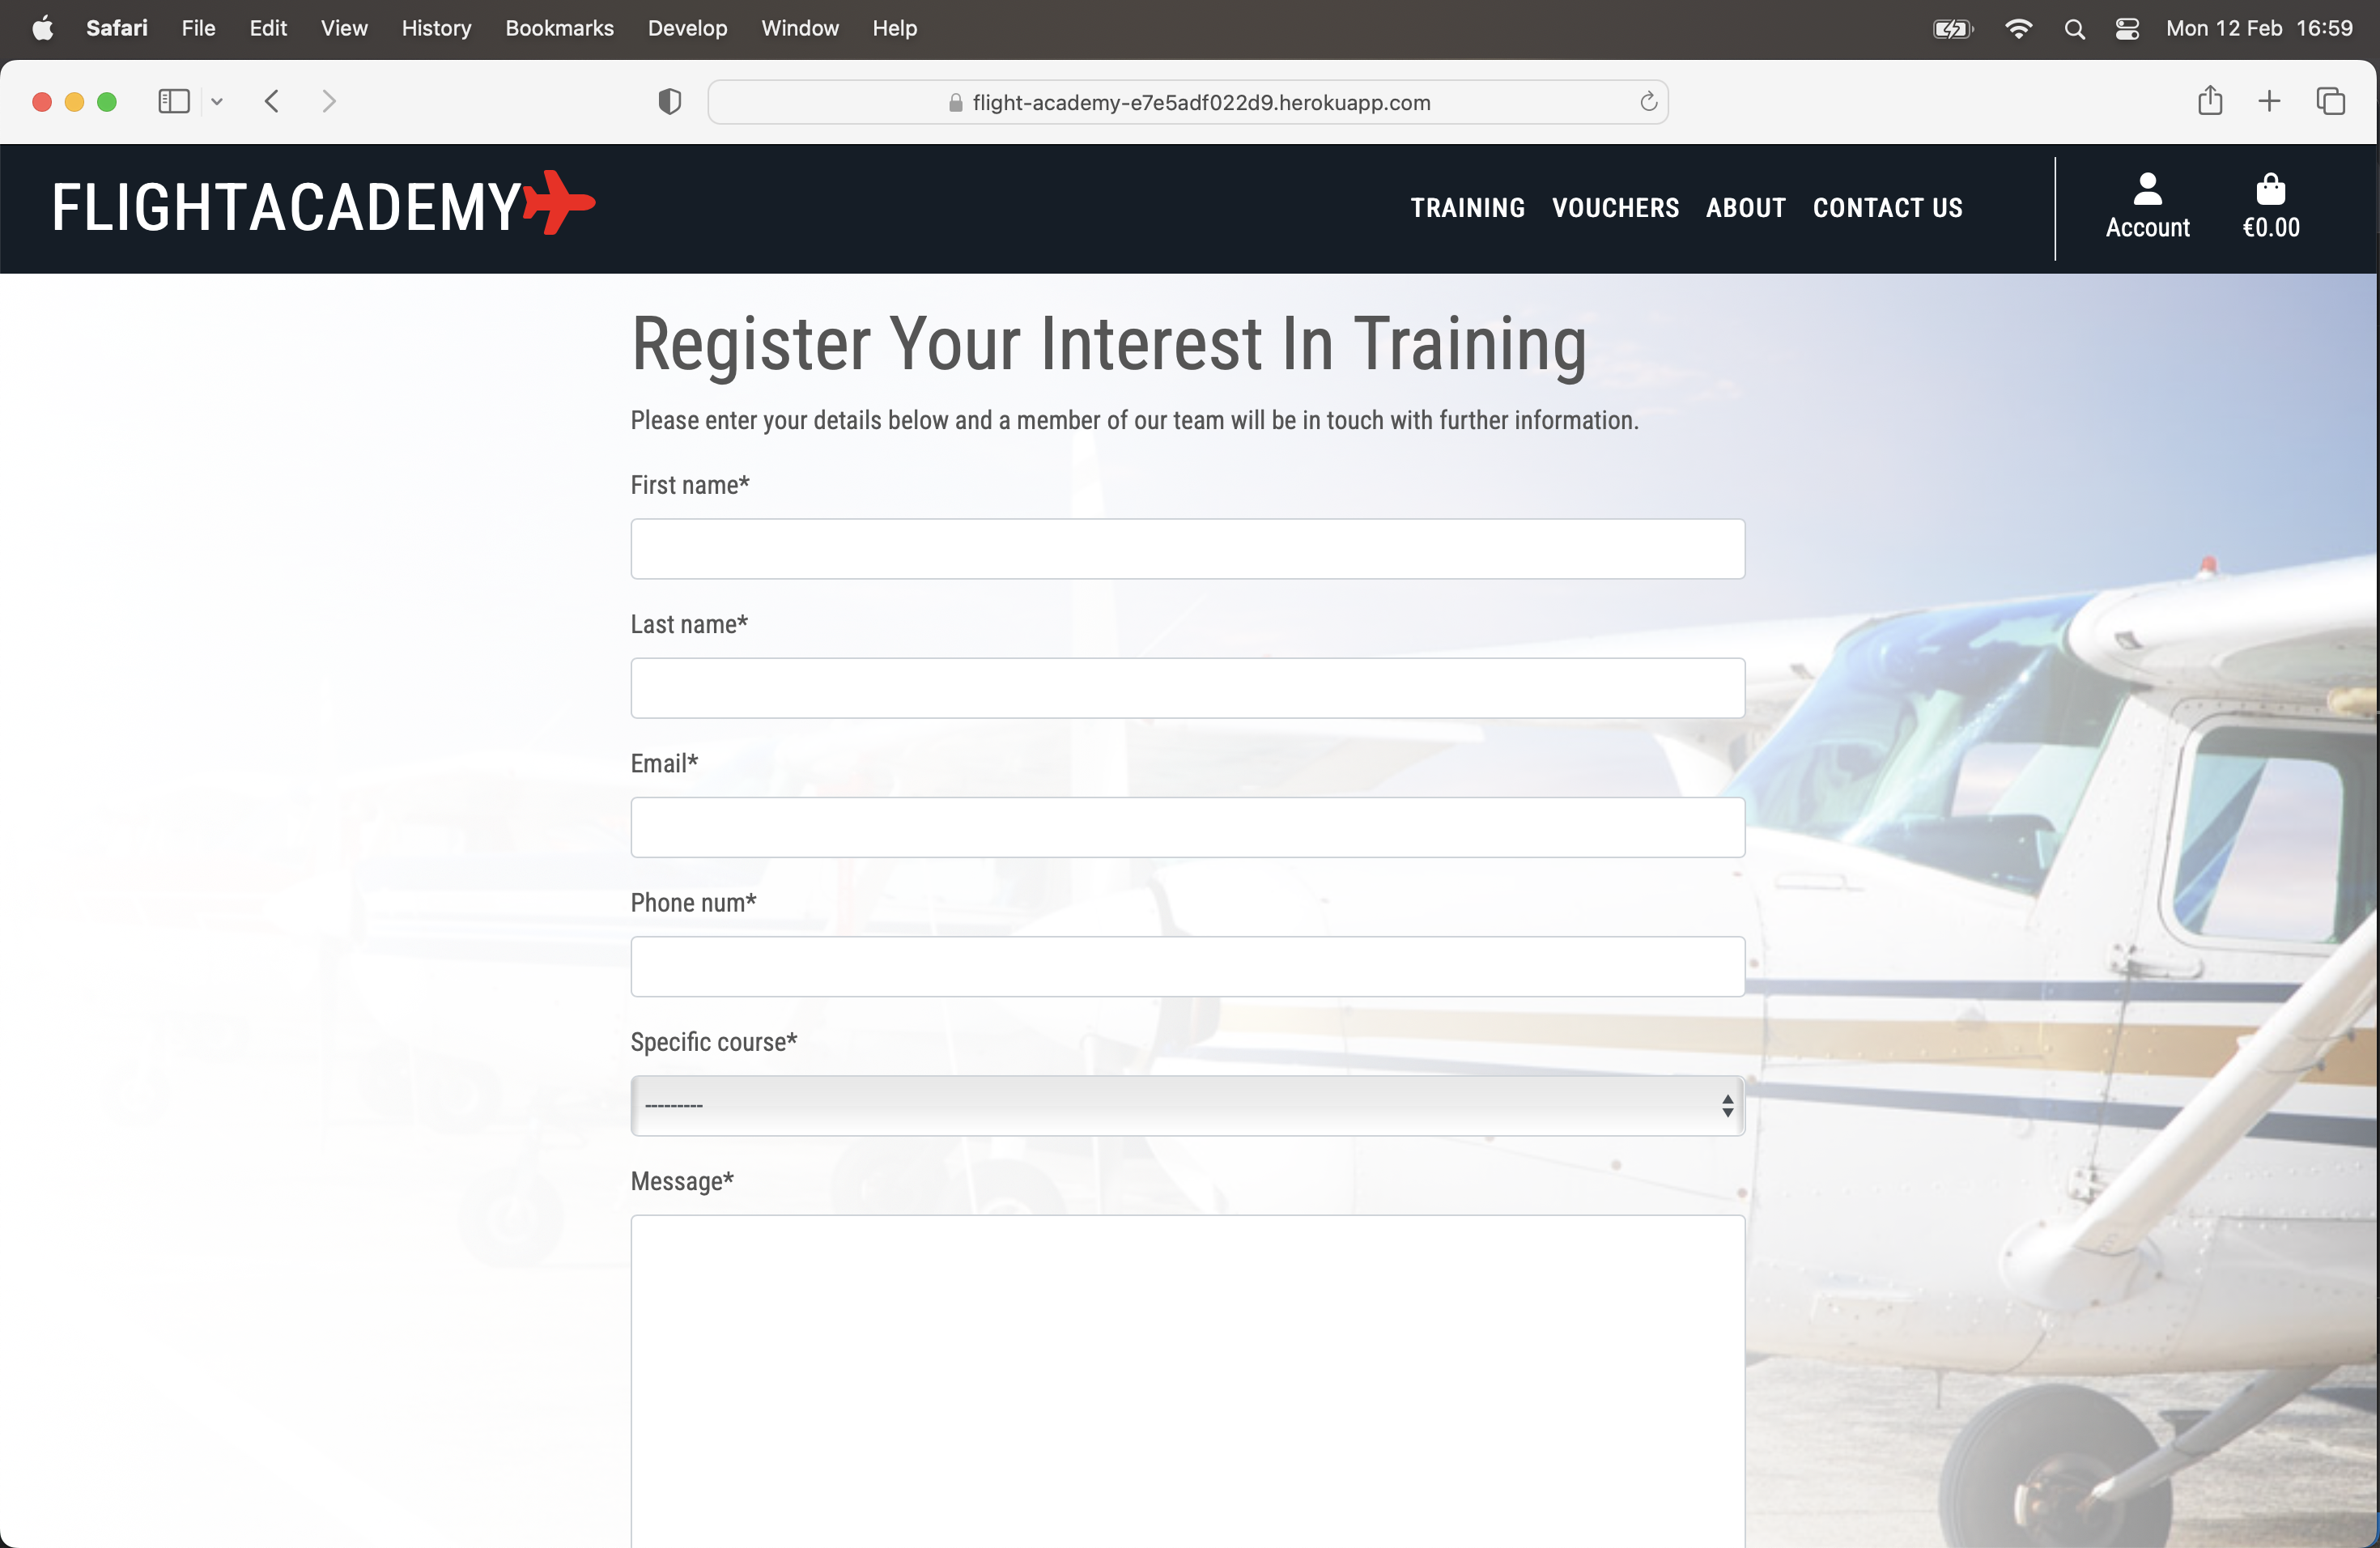 Safari File Edit View History Bookmarks Develop Window Help Mon 12 Feb 16:59
flight-academy-e7e5adf022d9.herokuapp.com
FLIGHTACADEMY TRAINING VOUCHERS ABOUT CONTACT US Account €0.00
Register Your Interest In Training
Please enter your details below and a member of our team will be in touch with further information.
First name*
Last name*
Email*
Phone num*
Specific course*
---------
Message*